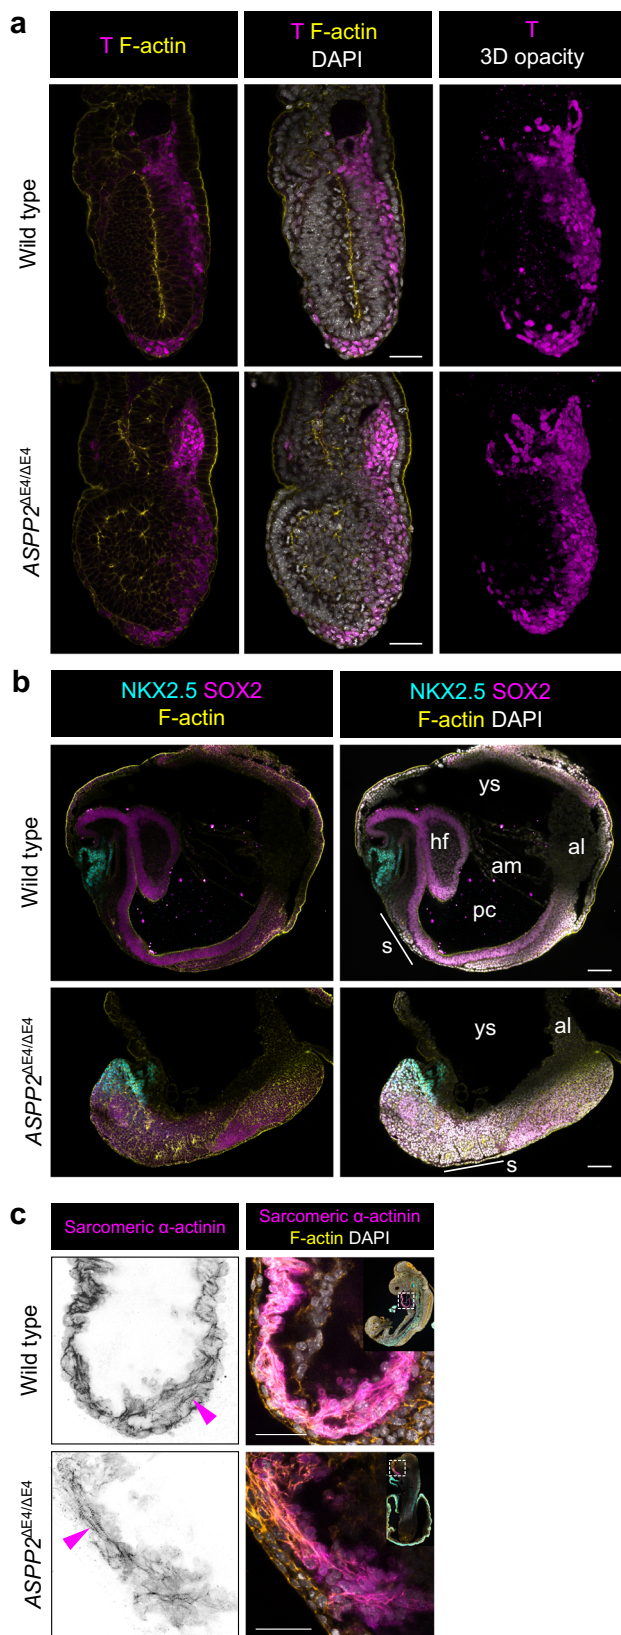 a
T F-actin
T F-actin
DAPI
T
3D opacity
Wild type
ASPP2ΔE4/ΔE4
b
NKX2.5 SOX2
F-actin
NKX2.5 SOX2
F-actin DAPI
Wild type
ys
hf
al
am
pc
s
ASPP2ΔE4/ΔE4
ys
al
s
c
Sarcomeric α-actinin
Sarcomeric α-actinin
F-actin DAPI
Wild type
ASPP2ΔE4/ΔE4